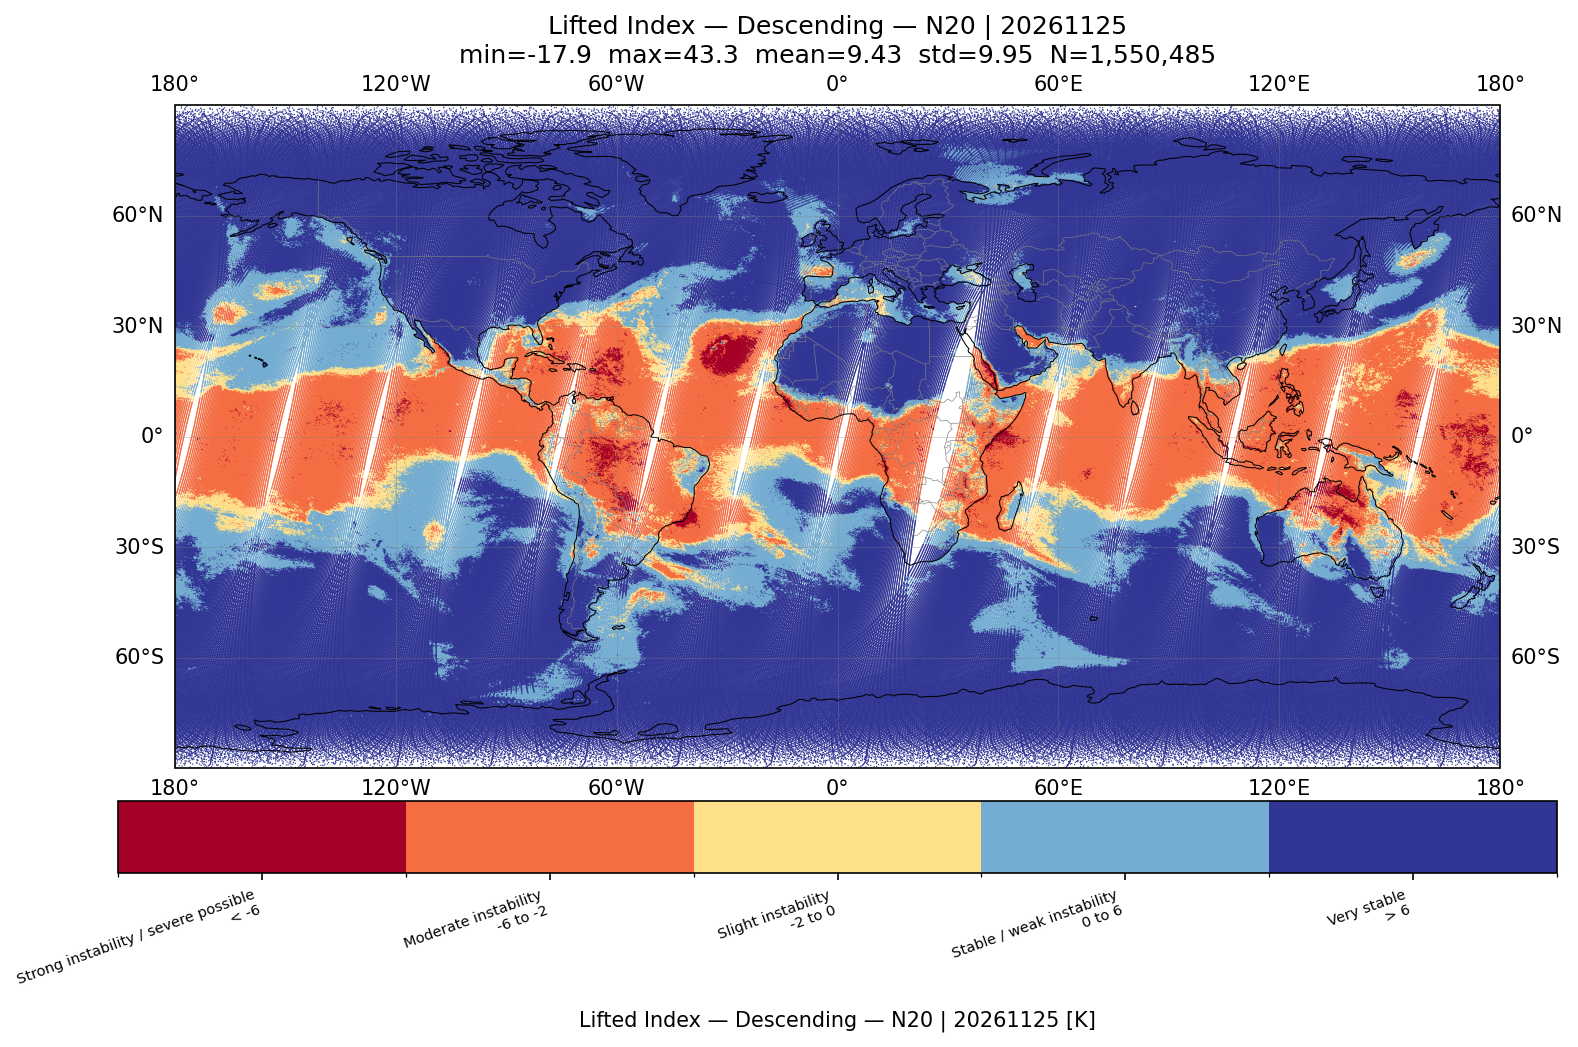 Lifted Index — Descending — N20 | 20261125
min=-17.9  max=43.3  mean=9.43  std=9.95  N=1,550,485
180° 120°W 60°W 0° 60°E 120°E 180°
60°N 60°N
30°N 30°N
0° 0°
30°S 30°S
60°S 60°S
180° 120°W 60°W 0° 60°E 120°E 180°
Strong instability / severe possible
< -6
Moderate instability
-6 to -2
Slight instability
-2 to 0
Stable / weak instability
0 to 6
Very stable
> 6
Lifted Index — Descending — N20 | 20261125 [K]